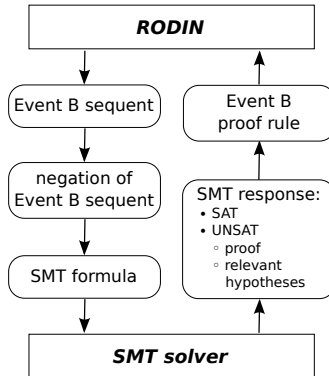 RODIN
Event B sequent
negation of
Event B sequent
SMT formula
Event B
proof rule
SMT response:
• SAT
• UNSAT
◦ proof
◦ relevant
hypotheses
SMT solver